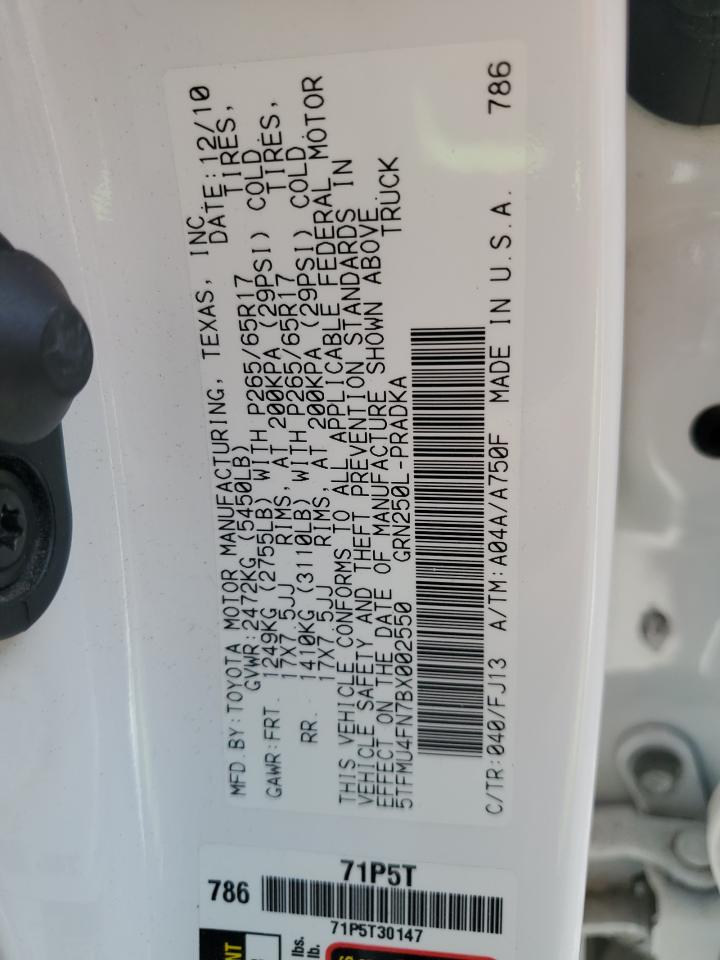 MFD. BY: TOYOTA MOTOR MANUFACTURING, TEXAS, INC. DATE: 12/10
GVWR: 2472KG (5450LB)
GAWR: FRT. 1249KG (2755LB) WITH P265/65R17 TIRES,
17X7.5JJ RIMS, AT 200KPA (29PSI) COLD
RR. 1410KG (3110LB) WITH P265/65R17 TIRES,
17X7.5JJ RIMS, AT 200KPA (29PSI) COLD
THIS VEHICLE CONFORMS TO ALL APPLICABLE FEDERAL MOTOR
VEHICLE SAFETY AND THEFT PREVENTION STANDARDS IN
EFFECT ON THE DATE OF MANUFACTURE SHOWN ABOVE.
5TFMU4FN7BX002550 GRN250L-PRADKA TRUCK
C/TR: 040/FJ13 A/TM: A04A/A750F MADE IN U.S.A. 786
71P5T
786
71P5T30147
lbs.
lb.